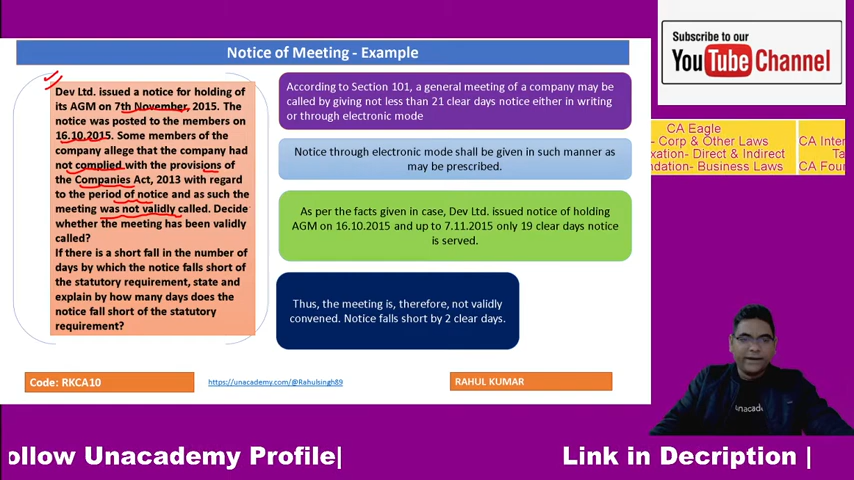 Notice of Meeting - Example
Dev Ltd. issued a notice for holding of
its AGM on 7th November, 2015. The
notice was posted to the members on
16.10.2015. Some members of the
company allege that the company had
not complied with the provisions of
the Companies Act, 2013 with regard
to the period of notice and as such the
meeting was not validly called. Decide
whether the meeting has been validly
called?
If there is a short fall in the number of
days by which the notice falls short of
the statutory requirement, state and
explain by how many days does the
notice fall short of the statutory
requirement?
According to Section 101, a general meeting of a company may be
called by giving not less than 21 clear days notice either in writing
or through electronic mode
Notice through electronic mode shall be given in such manner as
may be prescribed.
As per the facts given in case, Dev Ltd. issued notice of holding
AGM on 16.10.2015 and up to 7.11.2015 only 19 clear days notice
is served.
Thus, the meeting is, therefore, not validly
convened. Notice falls short by 2 clear days.
Code: RKCA10
https://unacademy.com/@Rahulsingh89
RAHUL KUMAR
Subscribe to our
YouTube Channel
CA Eagle
- Corp & Other Laws
xation- Direct & Indirect
ndation- Business Laws
CA Inter
Ta
CA Four
unacade
ollow Unacademy Profile|
Link in Decription |